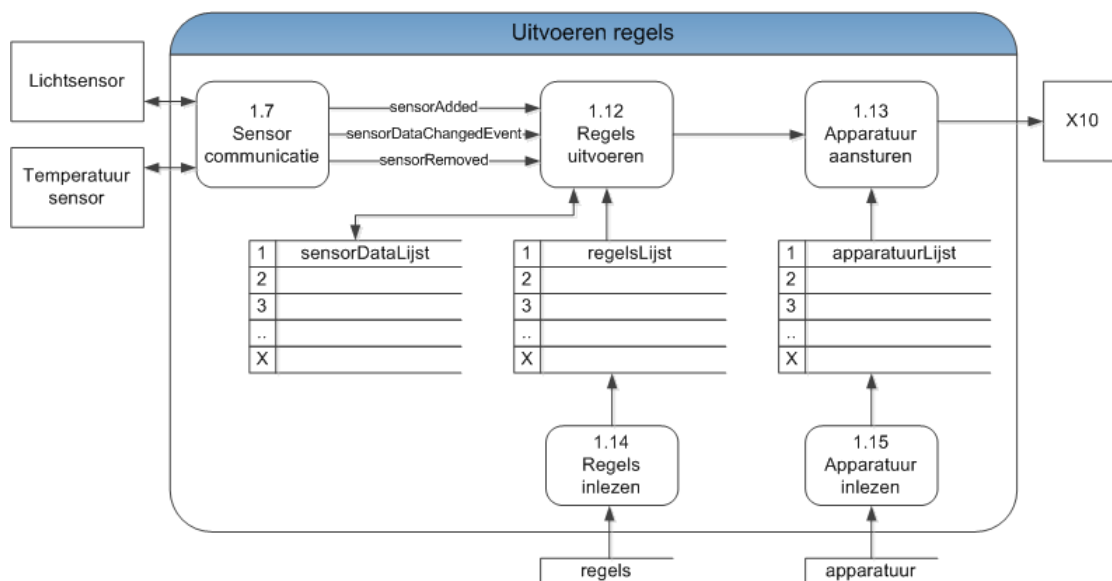 Uitvoeren regels
Lichtsensor
Temperatuur
sensor
1.7
Sensor
communicatie
sensorAdded
sensorDataChangedEvent
sensorRemoved
1.12
Regels
uitvoeren
1.13
Apparatuur
aansturen
X10
1 sensorDataLijst
2
3
..
X
1 regelsLijst
2
3
..
X
1 apparatuurLijst
2
3
..
X
1.14
Regels
inlezen
1.15
Apparatuur
inlezen
regels
apparatuur